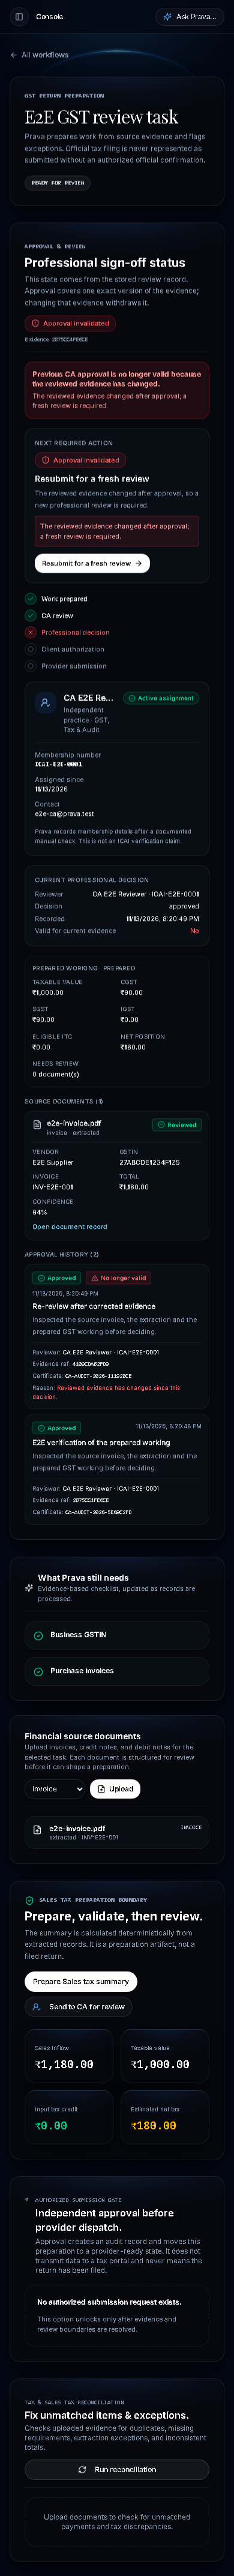 Console
Ask Prava...
All workflows
GST RETURN PREPARATION
E2E GST review task
Prava prepares work from source evidence and flags
exceptions. Official tax filing is never represented as
submitted without an authorized official confirmation.
READY FOR REVIEW
APPROVAL & REVIEW
Professional sign-off status
This state comes from the stored review record.
Approval covers one exact version of the evidence;
changing that evidence withdraws it.
Approval invalidated
Evidence 2875CC4FE6CE
Previous CA approval is no longer valid because
the reviewed evidence has changed.
The reviewed evidence changed after approval; a
fresh review is required.
NEXT REQUIRED ACTION
Approval invalidated
Resubmit for a fresh review
The reviewed evidence changed after approval, so a
new professional review is required.
The reviewed evidence changed after approval;
a fresh review is required.
Resubmit for a fresh review
Work prepared
CA review
Professional decision
Client authorization
Provider submission
CA E2E Re...
Active assignment
Independent
practice · GST,
Tax & Audit
Membership number
ICAI-E2E-0001
Assigned since
11/13/2026
Contact
e2e-ca@prava.test
Prava records membership details after a documented
manual check. This is not an ICAI verification claim.
CURRENT PROFESSIONAL DECISION
Reviewer CA E2E Reviewer · ICAI-E2E-0001
Decision approved
Recorded 11/13/2026, 8:20:49 PM
Valid for current evidence No
PREPARED WORKING · PREPARED
TAXABLE VALUE CGST
₹1,000.00 ₹90.00
SGST IGST
₹90.00 ₹0.00
ELIGIBLE ITC NET POSITION
₹0.00 ₹180.00
NEEDS REVIEW
0 document(s)
SOURCE DOCUMENTS (1)
e2e-invoice.pdf Reviewed
invoice · extracted
VENDOR GSTIN
E2E Supplier 27ABCDE1234F1Z5
INVOICE TOTAL
INV-E2E-001 ₹1,180.00
CONFIDENCE
94%
Open document record
APPROVAL HISTORY (2)
Approved No longer valid
11/13/2026, 8:20:49 PM
Re-review after corrected evidence
Inspected the source invoice, the extraction and the
prepared GST working before deciding.
Reviewer: CA E2E Reviewer · ICAI-E2E-0001
Evidence ref:
Certificate:
Reason: Reviewed evidence has changed since this
decision.
Approved 11/13/2026, 8:20:48 PM
E2E verification of the prepared working
Inspected the source invoice, the extraction and the
prepared GST working before deciding.
Reviewer: CA E2E Reviewer · ICAI-E2E-0001
Evidence ref: 2875CC4FE6CE
Certificate:
What Prava still needs
Evidence-based checklist, updated as records are
processed.
Business GSTIN
Purchase invoices
Financial source documents
Upload invoices, credit notes, and debit notes for the
selected task. Each document is structured for review
before it can shape a preparation.
Invoice
Upload
e2e-invoice.pdf INVOICE
extracted · INV-E2E-001
SALES TAX PREPARATION BOUNDARY
Prepare, validate, then review.
The summary is calculated deterministically from
extracted records. It is a preparation artifact, not a
filed return.
Prepare Sales tax summary
Send to CA for review
Sales inflow Taxable value
₹1,180.00 ₹1,000.00
Input tax credit Estimated net tax
₹0.00 ₹180.00
AUTHORIZED SUBMISSION GATE
Independent approval before
provider dispatch.
Approval creates an audit record and moves this
preparation to a provider-ready state. It does not
transmit data to a tax portal and never means the
return has been filed.
No authorized submission request exists.
This option unlocks only after evidence and
review boundaries are resolved.
TAX & SALES TAX RECONCILIATION
Fix unmatched items & exceptions.
Checks uploaded evidence for duplicates, missing
requirements, extraction exceptions, and inconsistent
totals.
Run reconciliation
Upload documents to check for unmatched
payments and tax discrepancies.